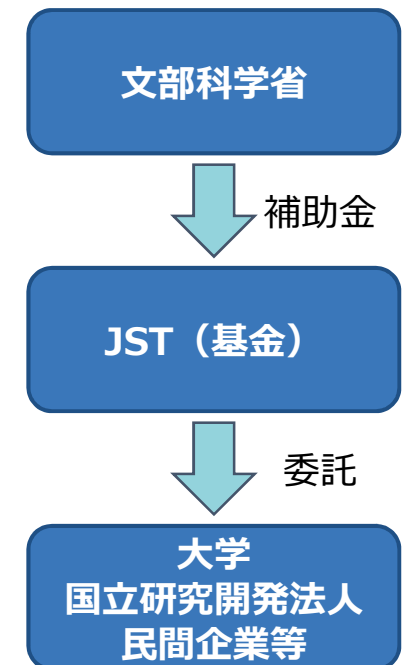 文部科学省
補助金
JST（基金）
委託
大学
国立研究開発法人
民間企業等